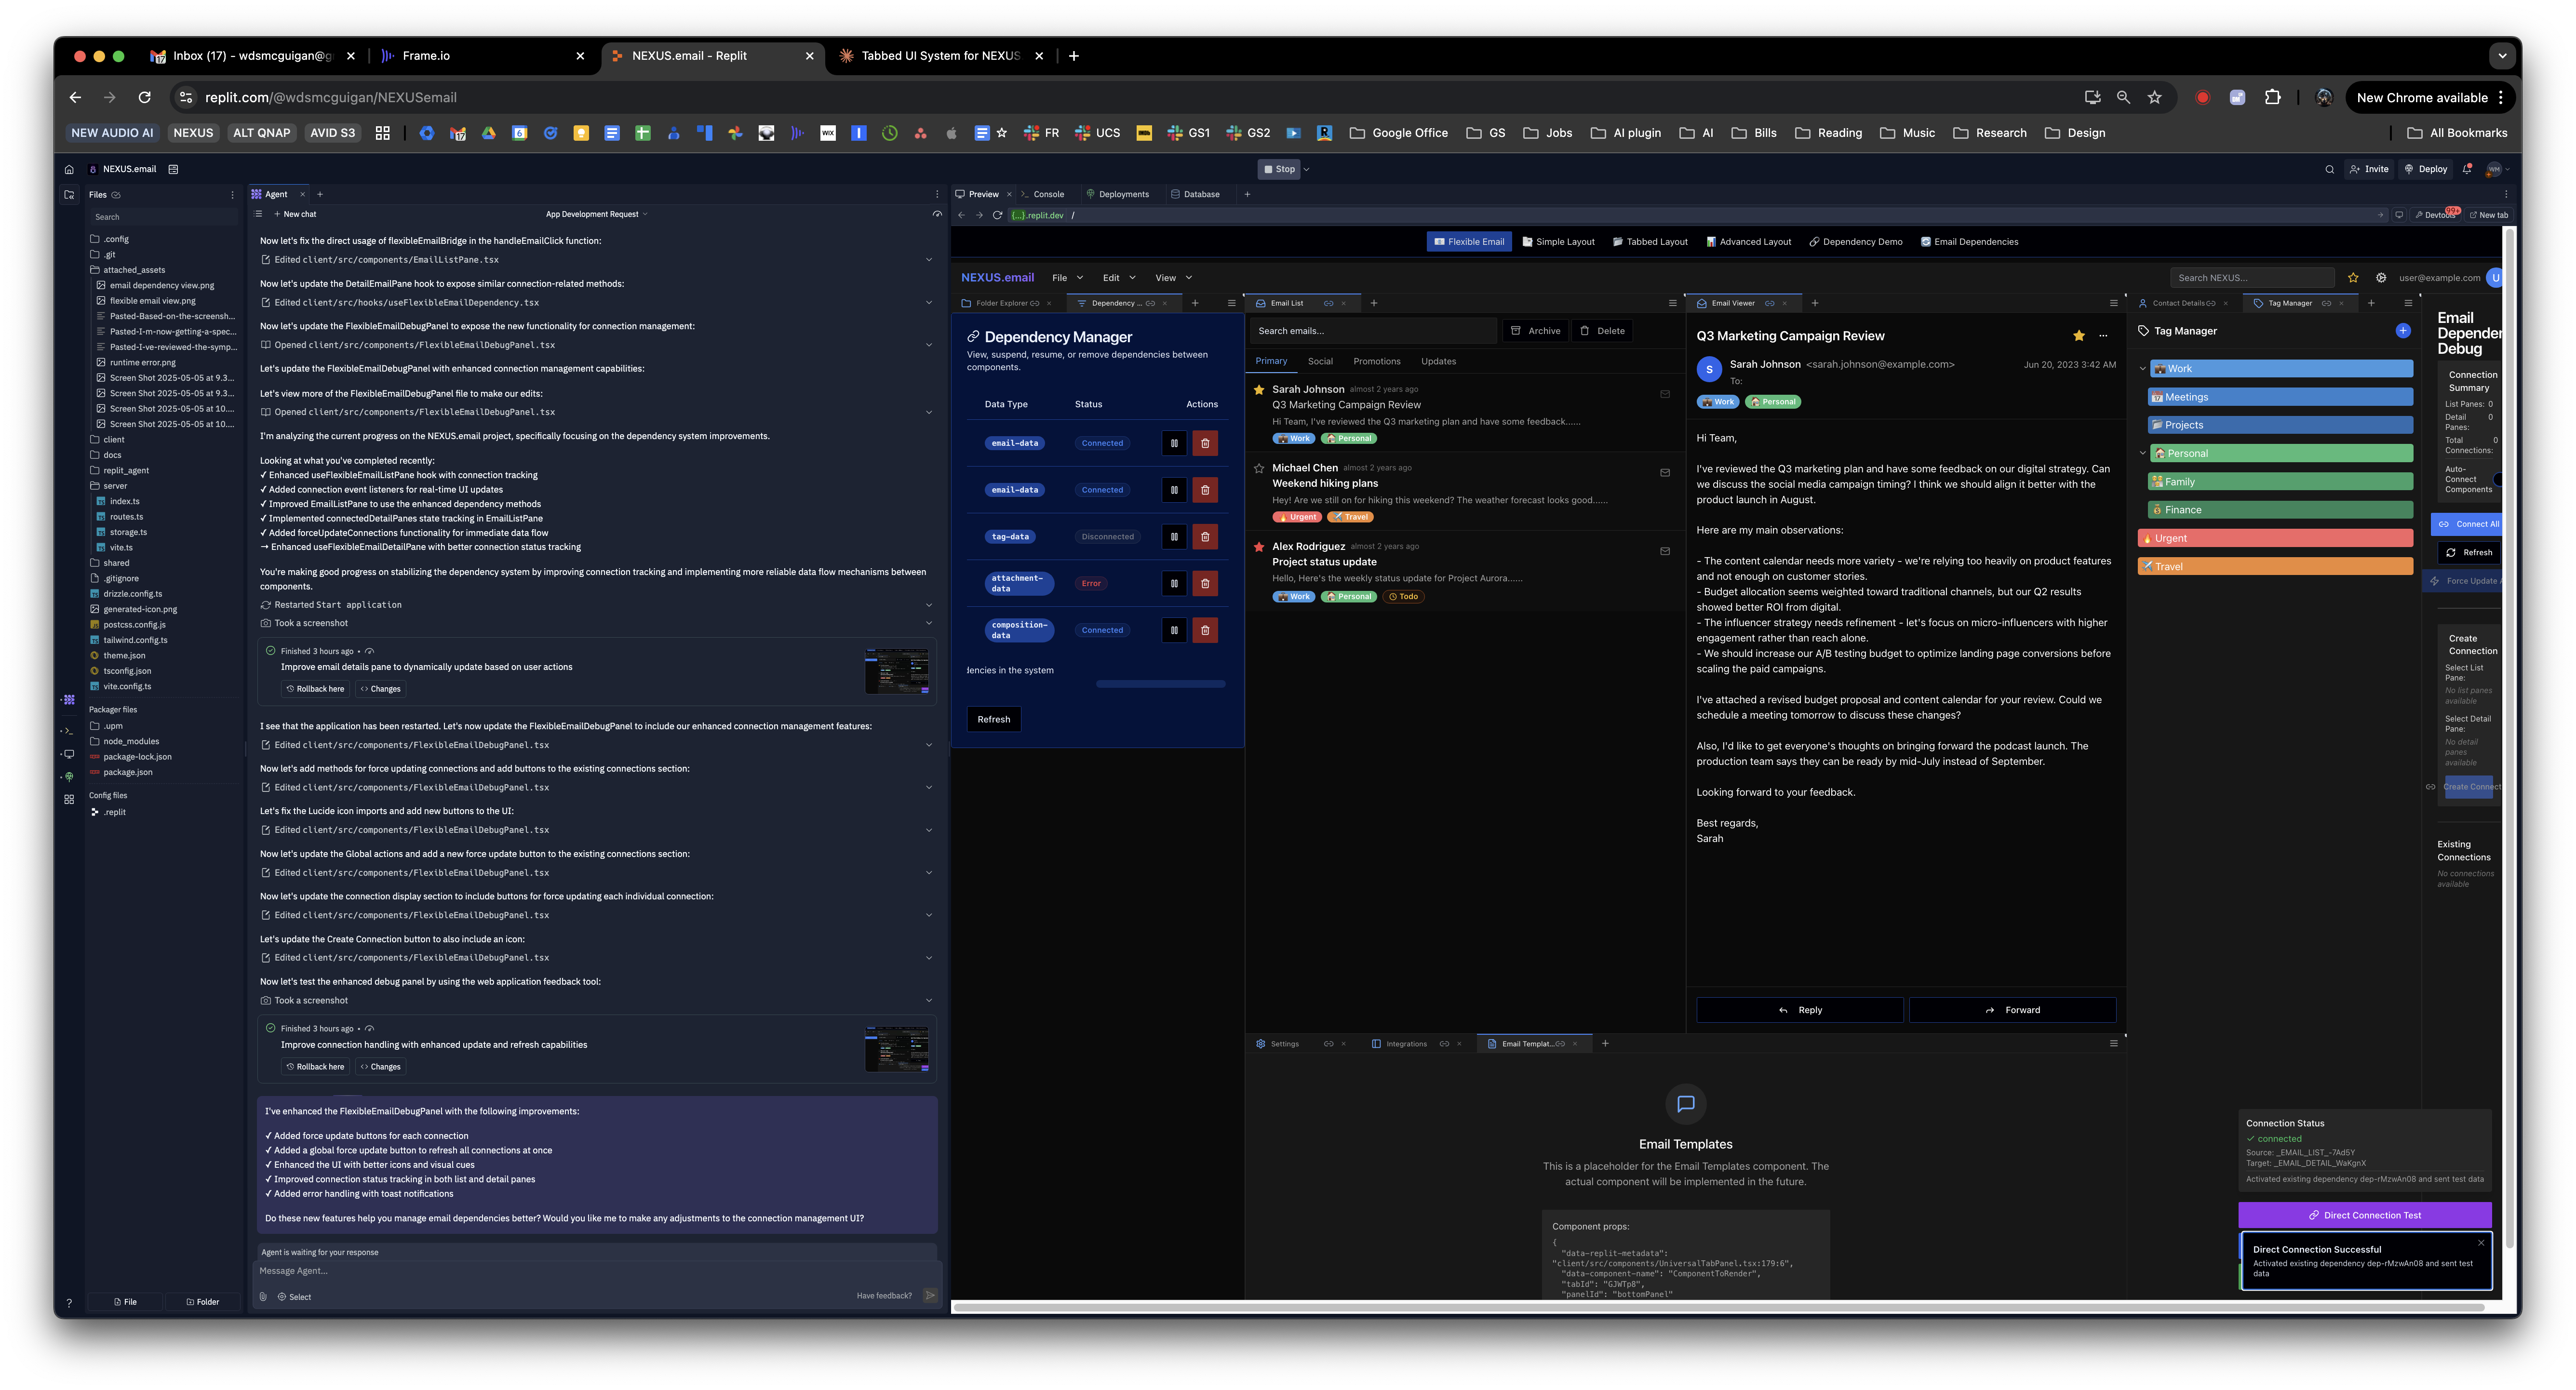 Inbox (17) - wdsmcguigan@g
Frame.io
NEXUS.email - Replit
Tabbed UI System for NEXUS
replit.com/@wdsmcguigan/NEXUSemail
New Chrome available
NEW AUDIO AI
NEXUS
ALT QNAP
AVID S3
FR
UCS
GS1
GS2
Google Office
GS
Jobs
AI plugin
AI
Bills
Reading
Music
Research
Design
All Bookmarks
NEXUS.email
Stop
Invite
Deploy
Files
Search
.config
.git
attached_assets
email dependency view.png
flexible email view.png
Pasted-Based-on-the-screensh...
Pasted-I-m-now-getting-a-spec...
Pasted-I-ve-reviewed-the-symp...
runtime error.png
Screen Shot 2025-05-05 at 9.3...
Screen Shot 2025-05-05 at 9.3...
Screen Shot 2025-05-05 at 10....
Screen Shot 2025-05-05 at 10....
client
docs
replit_agent
server
index.ts
routes.ts
storage.ts
vite.ts
shared
.gitignore
drizzle.config.ts
generated-icon.png
postcss.config.js
tailwind.config.ts
theme.json
tsconfig.json
vite.config.ts
Packager files
.upm
node_modules
package-lock.json
package.json
Config files
.replit
File
Folder
Agent
New chat
App Development Request
Now let's fix the direct usage of flexibleEmailBridge in the handleEmailClick function:
Edited client/src/components/EmailListPane.tsx
Now let's update the DetailEmailPane hook to expose similar connection-related methods:
Edited client/src/hooks/useFlexibleEmailDependency.tsx
Now let's update the FlexibleEmailDebugPanel to expose the new functionality for connection management:
Opened client/src/components/FlexibleEmailDebugPanel.tsx
Let's update the FlexibleEmailDebugPanel with enhanced connection management capabilities:
Let's view more of the FlexibleEmailDebugPanel file to make our edits:
Opened client/src/components/FlexibleEmailDebugPanel.tsx
I'm analyzing the current progress on the NEXUS.email project, specifically focusing on the dependency system improvements.
Looking at what you've completed recently:
✓ Enhanced useFlexibleEmailListPane hook with connection tracking
✓ Added connection event listeners for real-time UI updates
✓ Improved EmailListPane to use the enhanced dependency methods
✓ Implemented connectedDetailPanes state tracking in EmailListPane
✓ Added forceUpdateConnections functionality for immediate data flow
→ Enhanced useFlexibleEmailDetailPane with better connection status tracking
You're making good progress on stabilizing the dependency system by improving connection tracking and implementing more reliable data flow mechanisms between
components.
Restarted Start application
Took a screenshot
Finished 3 hours ago •
Improve email details pane to dynamically update based on user actions
Rollback here
Changes
I see that the application has been restarted. Let's now update the FlexibleEmailDebugPanel to include our enhanced connection management features:
Edited client/src/components/FlexibleEmailDebugPanel.tsx
Now let's add methods for force updating connections and add buttons to the existing connections section:
Edited client/src/components/FlexibleEmailDebugPanel.tsx
Let's fix the Lucide icon imports and add new buttons to the UI:
Edited client/src/components/FlexibleEmailDebugPanel.tsx
Now let's update the Global actions and add a new force update button to the existing connections section:
Edited client/src/components/FlexibleEmailDebugPanel.tsx
Now let's update the connection display section to include buttons for force updating each individual connection:
Edited client/src/components/FlexibleEmailDebugPanel.tsx
Let's update the Create Connection button to also include an icon:
Edited client/src/components/FlexibleEmailDebugPanel.tsx
Now let's test the enhanced debug panel by using the web application feedback tool:
Took a screenshot
Finished 3 hours ago •
Improve connection handling with enhanced update and refresh capabilities
Rollback here
Changes
I've enhanced the FlexibleEmailDebugPanel with the following improvements:
✓ Added force update buttons for each connection
✓ Added a global force update button to refresh all connections at once
✓ Enhanced the UI with better icons and visual cues
✓ Improved connection status tracking in both list and detail panes
✓ Added error handling with toast notifications
Do these new features help you manage email dependencies better? Would you like me to make any adjustments to the connection management UI?
Agent is waiting for your response
Message Agent...
Select
Have feedback?
Preview
Console
Deployments
Database
{...}.replit.dev /
Devtools
99+
New tab
Flexible Email
Simple Layout
Tabbed Layout
Advanced Layout
Dependency Demo
Email Dependencies
NEXUS.email
File
Edit
View
Search NEXUS...
user@example.com
U
Folder Explorer
Dependency ...
Dependency Manager
View, suspend, resume, or remove dependencies between
components.
Data Type
Status
Actions
email-data
Connected
email-data
Connected
tag-data
Disconnected
attachment-
data
Error
composition-
data
Connected
dencies in the system
Refresh
Email List
Search emails...
Archive
Delete
Primary
Social
Promotions
Updates
Sarah Johnson almost 2 years ago
Q3 Marketing Campaign Review
Hi Team, I've reviewed the Q3 marketing plan and have some feedback......
Work
Personal
Michael Chen almost 2 years ago
Weekend hiking plans
Hey! Are we still on for hiking this weekend? The weather forecast looks good......
Urgent
Travel
Alex Rodriguez almost 2 years ago
Project status update
Hello, Here's the weekly status update for Project Aurora......
Work
Personal
Todo
Email Viewer
Q3 Marketing Campaign Review
S
Sarah Johnson <sarah.johnson@example.com>
Jun 20, 2023 3:42 AM
To:
Work
Personal
Hi Team,
I've reviewed the Q3 marketing plan and have some feedback on our digital strategy. Can
we discuss the social media campaign timing? I think we should align it better with the
product launch in August.
Here are my main observations:
- The content calendar needs more variety - we're relying too heavily on product features
and not enough on customer stories.
- Budget allocation seems weighted toward traditional channels, but our Q2 results
showed better ROI from digital.
- The influencer strategy needs refinement - let's focus on micro-influencers with higher
engagement rather than reach alone.
- We should increase our A/B testing budget to optimize landing page conversions before
scaling the paid campaigns.
I've attached a revised budget proposal and content calendar for your review. Could we
schedule a meeting tomorrow to discuss these changes?
Also, I'd like to get everyone's thoughts on bringing forward the podcast launch. The
production team says they can be ready by mid-July instead of September.
Looking forward to your feedback.
Best regards,
Sarah
Reply
Forward
Settings
Integrations
Email Templat...
Email Templates
This is a placeholder for the Email Templates component. The
actual component will be implemented in the future.
Component props:
{
"data-replit-metadata":
"client/src/components/UniversalTabPanel.tsx:179:6",
"data-component-name": "ComponentToRender",
"tabId": "GJWTp8",
"panelId": "bottomPanel"
Contact Details
Tag Manager
Tag Manager
Work
Meetings
Projects
Personal
Family
Finance
Urgent
Travel
Email
Depender
Debug
Connection
Summary
List Panes: 0
Detail
Panes:
0
Total
Connections:
0
Auto-
Connect
Components
Connect All
Refresh
Force Update A
Create
Connection
Select List
Pane:
No list panes
available
Select Detail
Pane:
No detail
panes
available
Create Connect
Existing
Connections
No connections
available
Connection Status
✓ connected
Source: _EMAIL_LIST_-7Ad5Y
Target: _EMAIL_DETAIL_WaKgnX
Activated existing dependency dep-rMzwAn08 and sent test data
Direct Connection Test
Direct Connection Successful
Activated existing dependency dep-rMzwAn08 and sent test
data